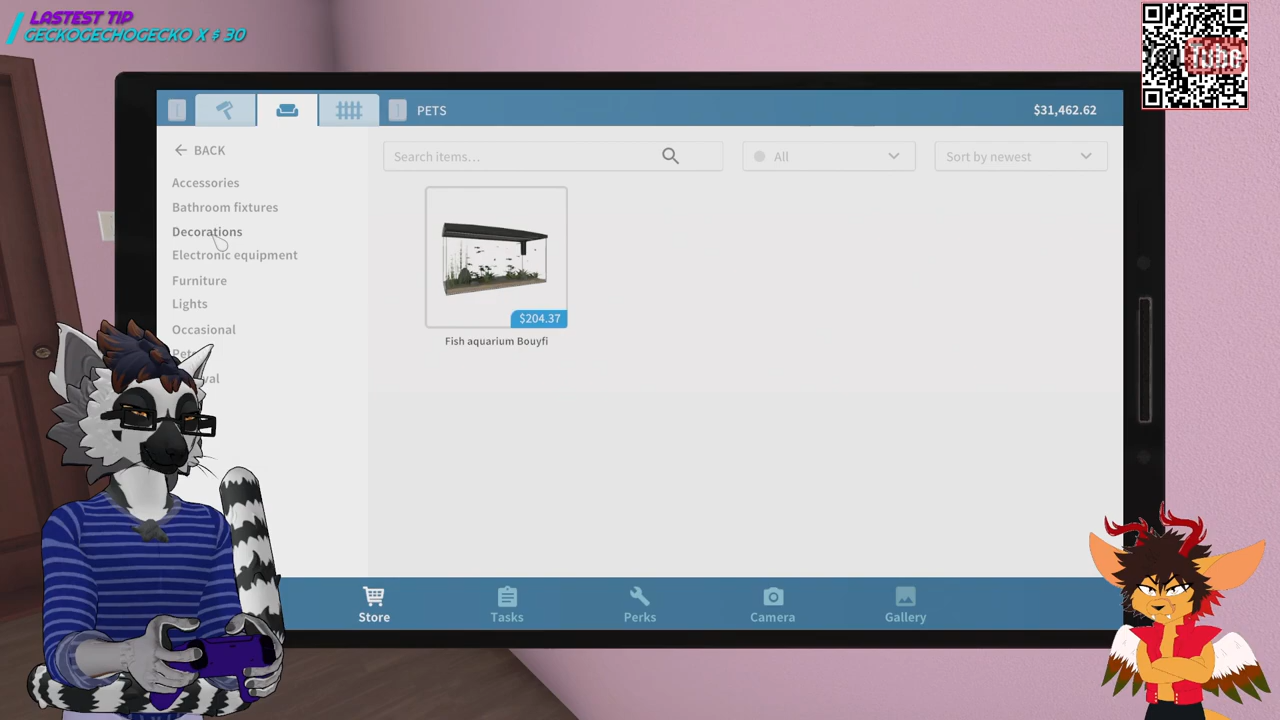 LASTEST TIP
GECKOGECHOGECKO X $ 30
PETS
$31,462.62
BACK
Search items...
All
Sort by newest
Accessories
Bathroom fixtures
Decorations
Electronic equipment
Furniture
Lights
Occasional
$204.37
Fish aquarium Bouyfi
Store
Tasks
Perks
Camera
Gallery